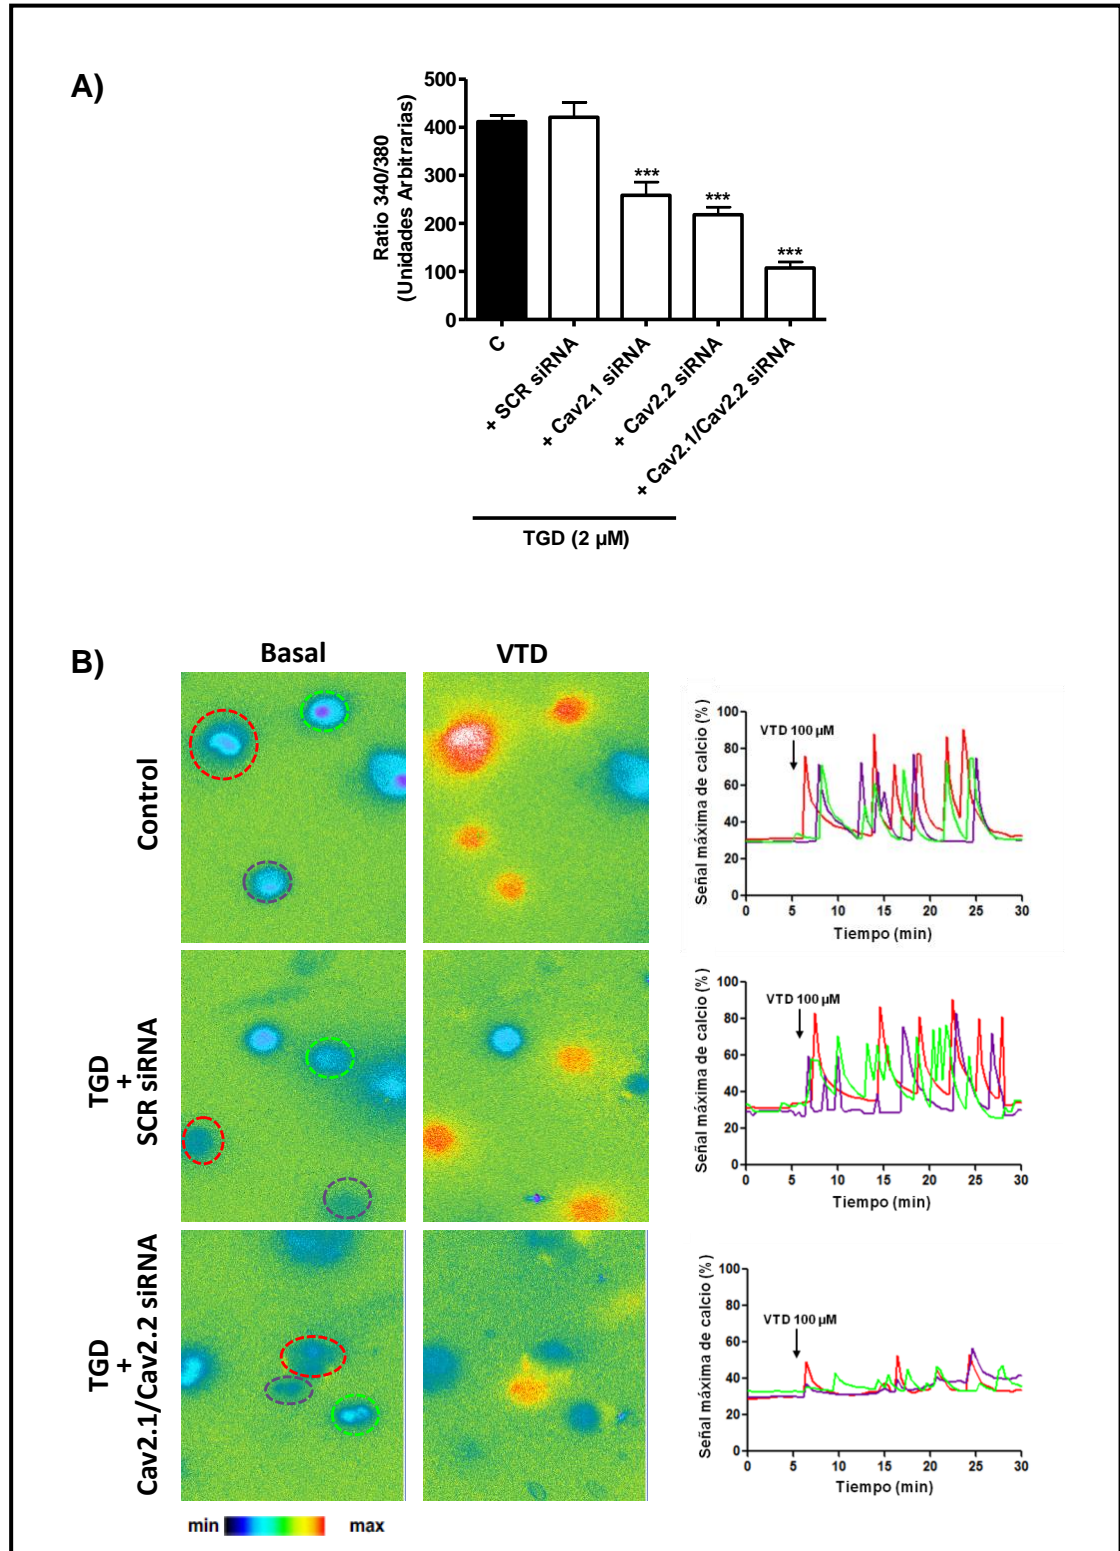 A)
500
400
300
200
100
0
Ratio 340/380
(Unidades Arbitrarias)
***
***
***
C
+ SCR siRNA
+ Cav2.1 siRNA
+ Cav2.2 siRNA
+ Cav2.1/Cav2.2 siRNA
TGD (2 µM)
B)
Basal
VTD
Control
100
80
60
40
20
0
Señal máxima de calcio (%)
VTD 100 µM
0 5 10 15 20 25 30
Tiempo (min)
TGD
+
SCR siRNA
100
80
60
40
20
0
Señal máxima de calcio (%)
VTD 100 µM
0 5 10 15 20 25 30
Tiempo (min)
TGD
+
Cav2.1/Cav2.2 siRNA
100
80
60
40
20
0
Señal máxima de calcio (%)
VTD 100 µM
0 5 10 15 20 25 30
Tiempo (min)
min max